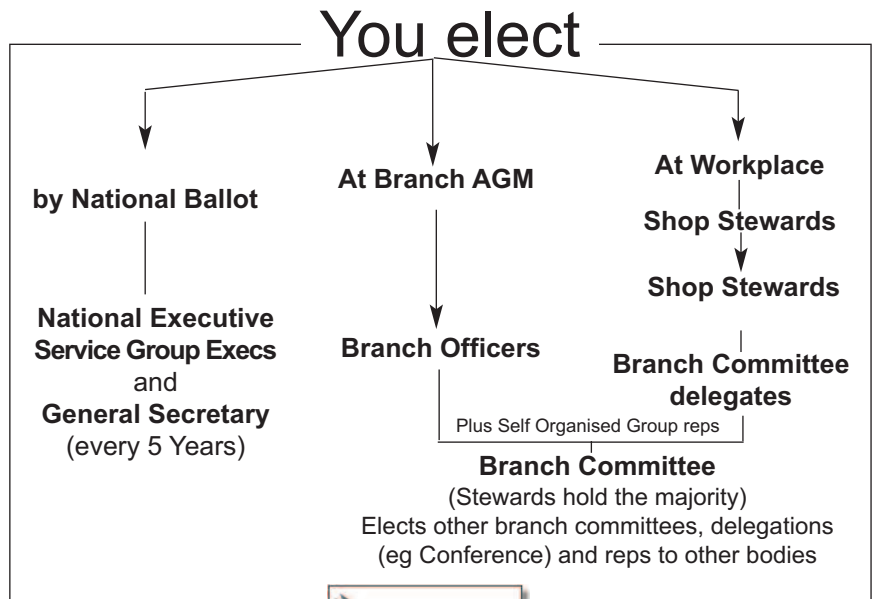 You elect
by National Ballot
National Executive
Service Group Execs
and
General Secretary
(every 5 Years)
At Branch AGM
Branch Officers
At Workplace
Shop Stewards
Shop Stewards
Branch Committee
delegates
Plus Self Organised Group reps
Branch Committee
(Stewards hold the majority)
Elects other branch committees, delegations
(eg Conference) and reps to other bodies